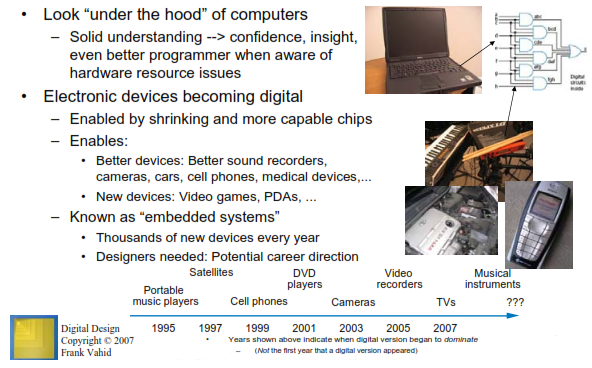 • Look “under the hood” of computers
– Solid understanding --> confidence, insight,
even better programmer when aware of
hardware resource issues
• Electronic devices becoming digital
– Enabled by shrinking and more capable chips
– Enables:
• Better devices: Better sound recorders,
cameras, cars, cell phones, medical devices,...
• New devices: Video games, PDAs, ...
– Known as “embedded systems”
• Thousands of new devices every year
• Designers needed: Potential career direction
Digital
circuits
inside
Satellites
DVD
players
Video
recorders
Musical
instruments
Portable
music players
Cell phones
Cameras
TVs
???
1995 1997 1999 2001 2003 2005 2007
• Years shown above indicate when digital version began to dominate
– (Not the first year that a digital version appeared)
Digital Design
Copyright © 2007
Frank Vahid